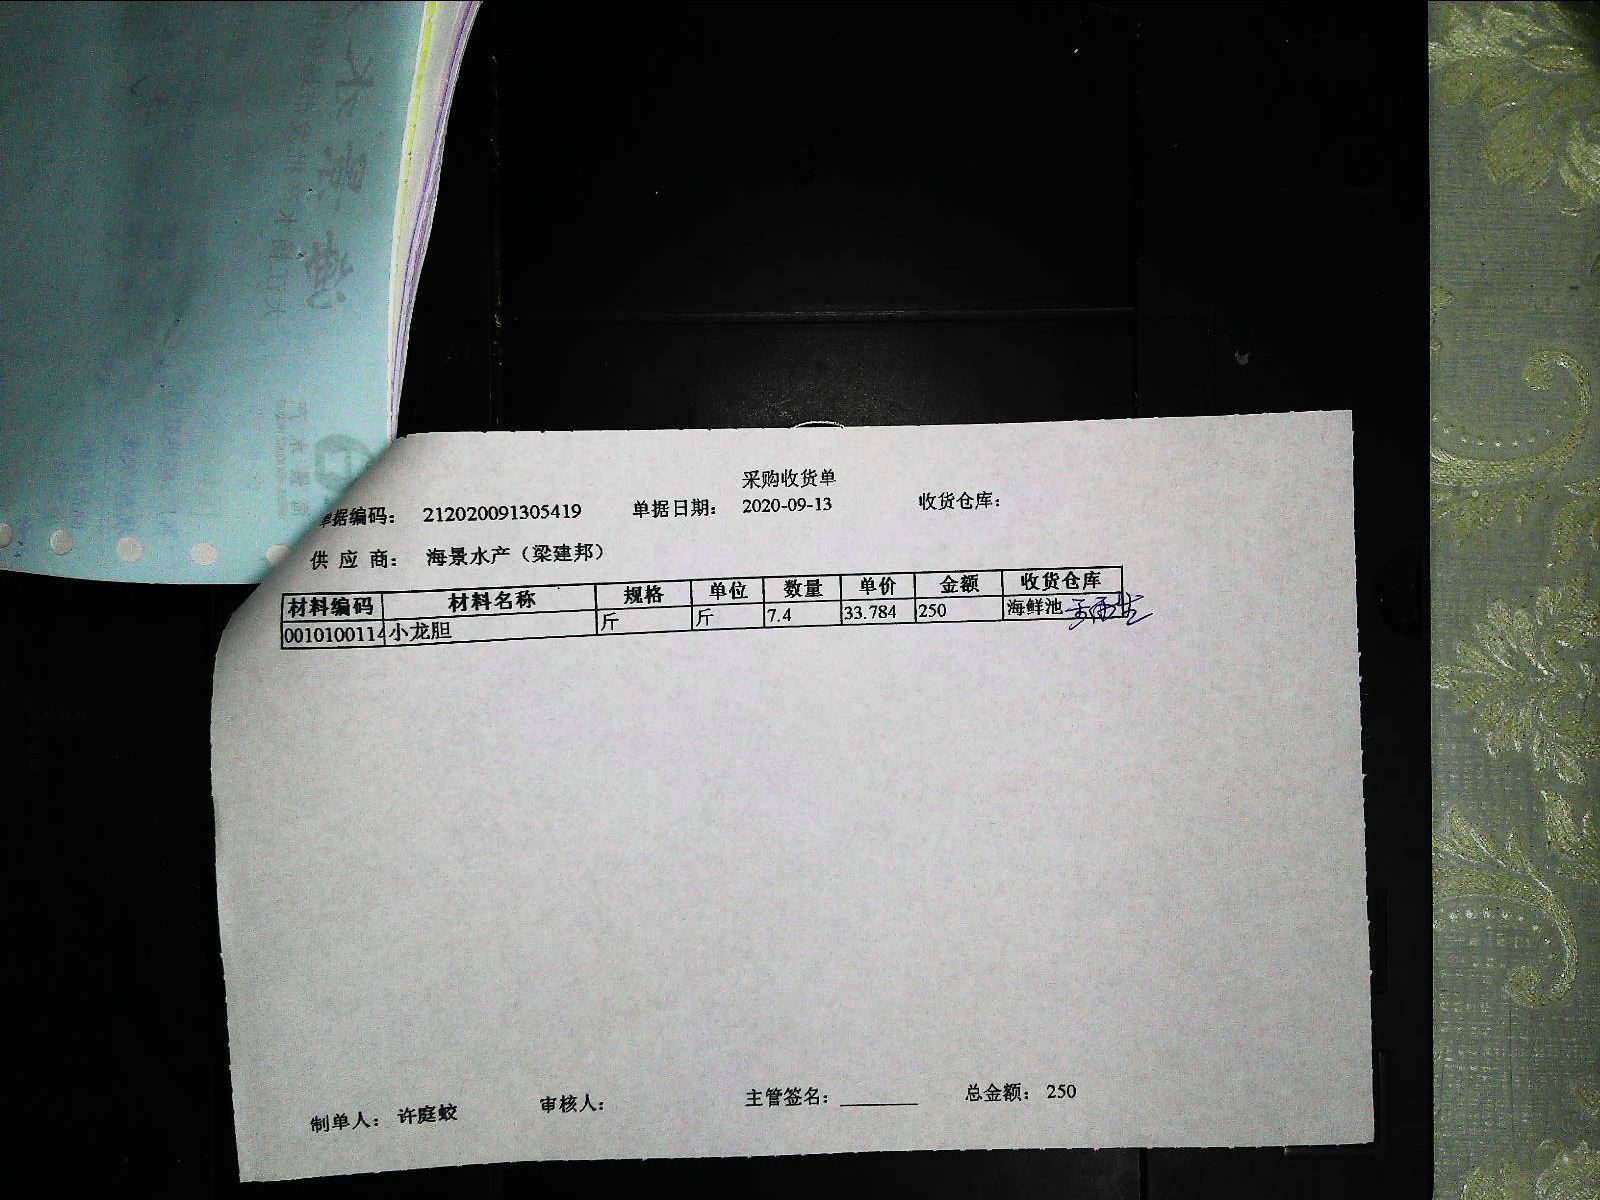 采购收货单
单据编码： 212020091305419 单据日期： 2020-09-13 收货仓库：
供 应 商： 海景水产（梁建邦）
材料编码 材料名称 规格 单位 数量 单价 金额 收货仓库
0010100114 小龙胆 斤 斤 7.4 33.784 250 海鲜池
制单人： 许庭蛟 审核人： 主管签名：________ 总金额： 250